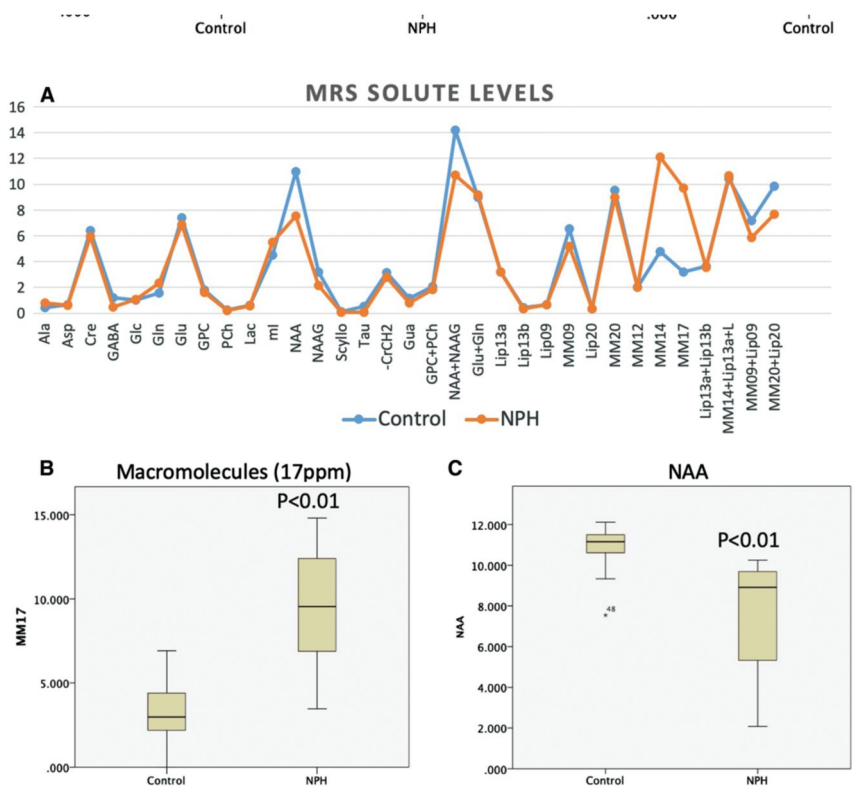 Control NPH Control
A MRS SOLUTE LEVELS
16
14
12
10
8
6
4
2
0
Ala Asp Cre GABA Glc Gln Glu GPC PCh Lac mI NAA NAAG Scyllo Tau -CrCH2 Gua GPC+PCh NAA+NAAG Glu+Gln Lip13a Lip13b Lip09 MM09 Lip20 MM20 MM12 MM14 MM17 Lip13a+Lip13b MM14+Lip13a+L MM09+Lip09 MM20+Lip20
Control NPH
B Macromolecules (17ppm)
P<0.01
15.000
10.000
5.000
.000
MM17
Control NPH
C NAA
P<0.01
12.000
10.000
8.000
6.000
4.000
2.000
.000
NAA
*48
Control NPH